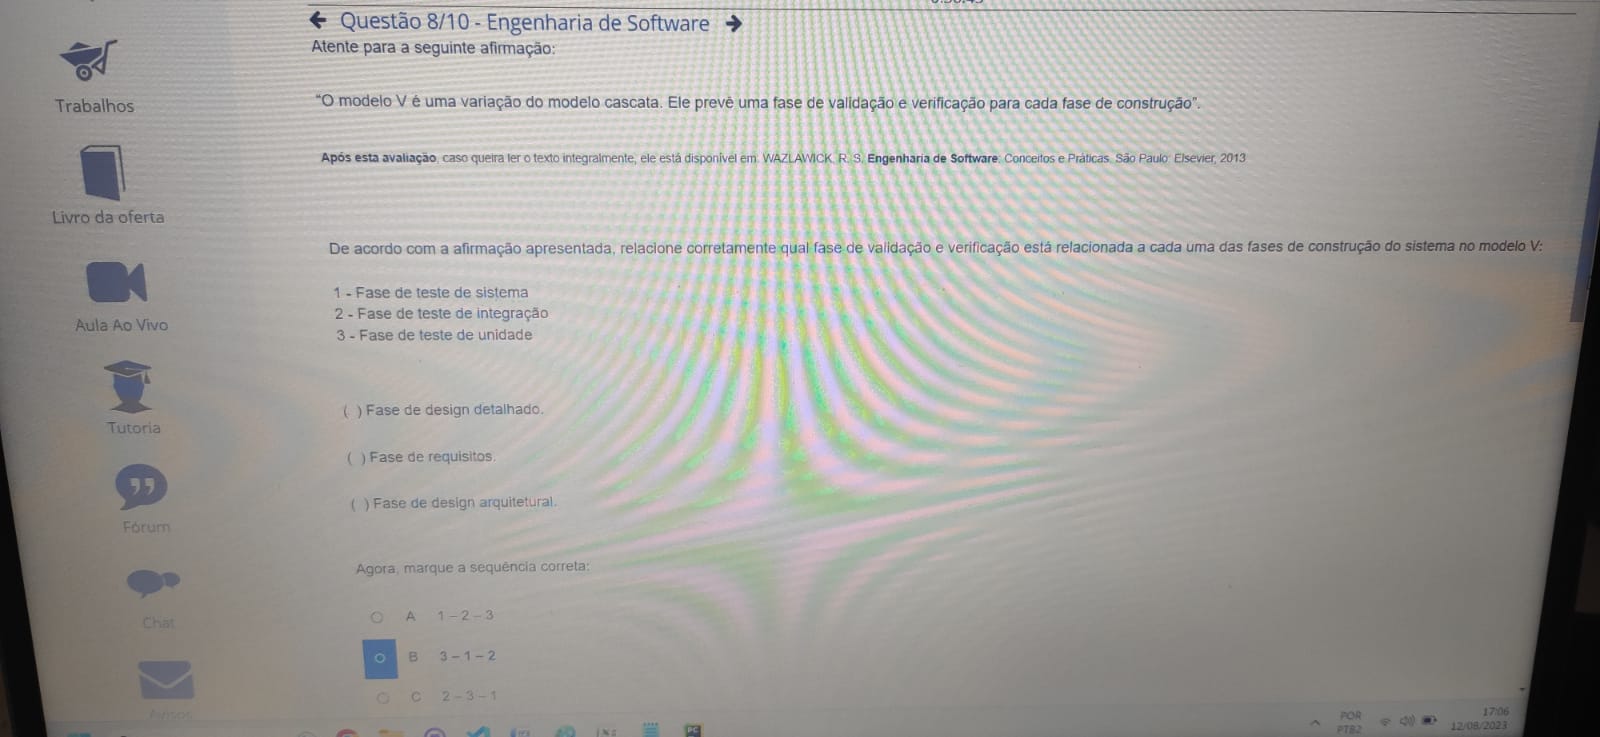 ← Questão 8/10 - Engenharia de Software →
Atente para a seguinte afirmação:
"O modelo V é uma variação do modelo cascata. Ele prevê uma fase de validação e verificação para cada fase de construção".
Após esta avaliação, caso queira ler o texto integralmente, ele está disponível em: WAZLAWICK, R. S. Engenharia de Software: Conceitos e Práticas. São Paulo: Elsevier, 2013
De acordo com a afirmação apresentada, relacione corretamente qual fase de validação e verificação está relacionada a cada uma das fases de construção do sistema no modelo V:
1 - Fase de teste de sistema
2 - Fase de teste de integração
3 - Fase de teste de unidade
( ) Fase de design detalhado.
( ) Fase de requisitos.
( ) Fase de design arquitetural.
Agora, marque a sequência correta:
A 1 – 2 – 3
B 3 – 1 – 2
C 2 – 3 – 1
Trabalhos
Livro da oferta
Aula Ao Vivo
Tutoria
Fórum
Chat
Avisos
POR
PTB2
17:06
12/08/2023